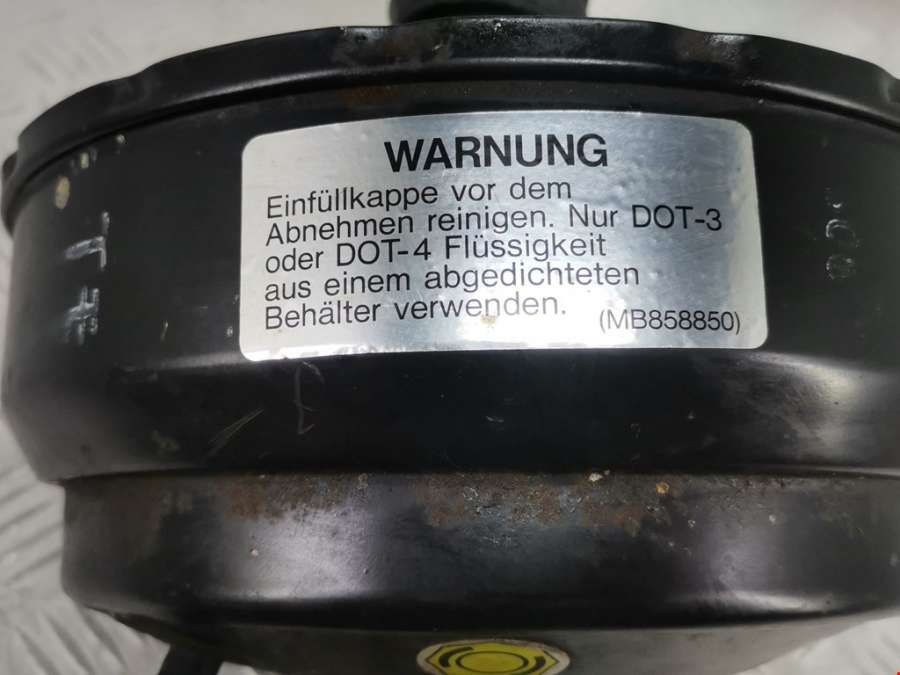 WARNUNG
Einfüllkappe vor dem
Abnehmen reinigen. Nur DOT-3
oder DOT-4 Flüssigkeit
aus einem abgedichteten
Behälter verwenden.
(MB858850)